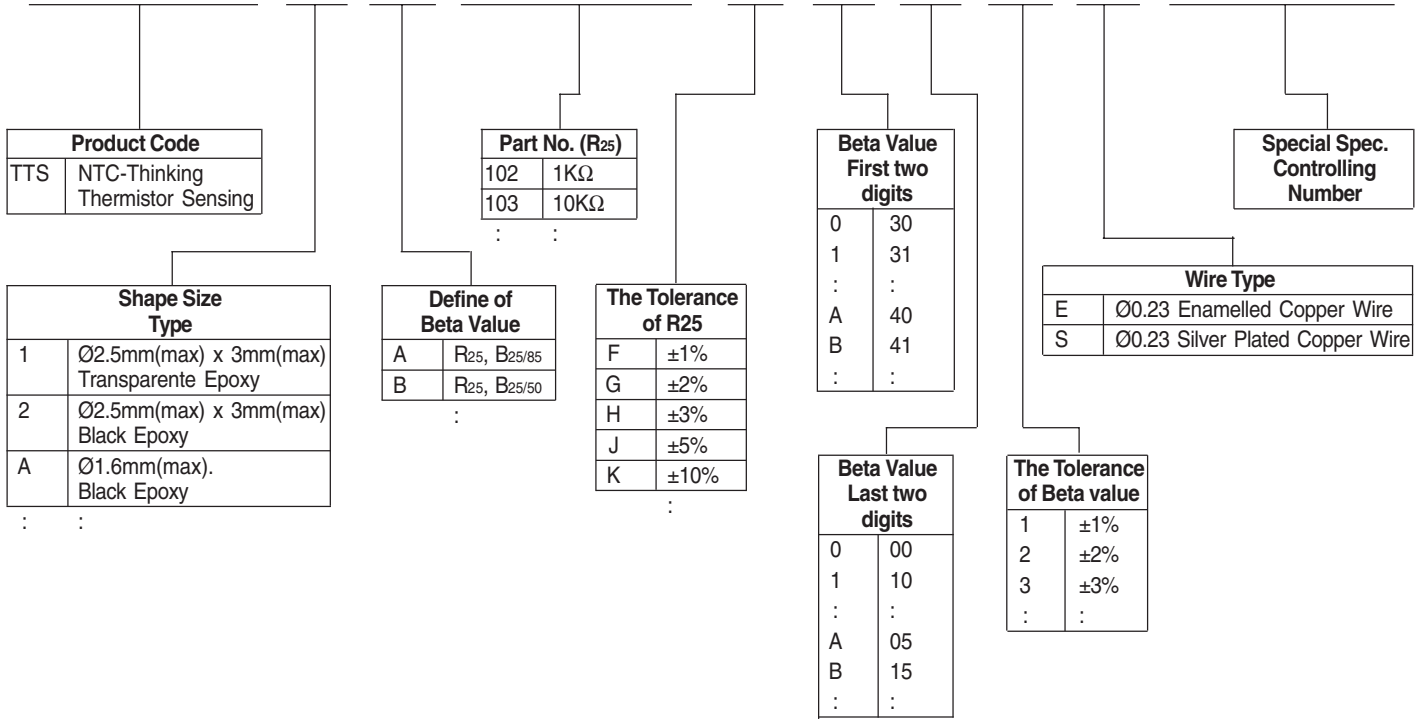 Product Code
TTS NTC-Thinking
Thermistor Sensing
Part No. (R25)
102 1KΩ
103 10KΩ
: :
Beta Value
First two
digits
0 30
1 31
: :
A 40
B 41
: :
Special Spec.
Controlling
Number
Shape Size
Type
1 Ø2.5mm(max) x 3mm(max)
Transparente Epoxy
2 Ø2.5mm(max) x 3mm(max)
Black Epoxy
A Ø1.6mm(max).
Black Epoxy
: :
Define of
Beta Value
A R25, B25/85
B R25, B25/50
:
The Tolerance
of R25
F ±1%
G ±2%
H ±3%
J ±5%
K ±10%
:
Wire Type
E Ø0.23 Enamelled Copper Wire
S Ø0.23 Silver Plated Copper Wire
Beta Value
Last two
digits
0 00
1 10
: :
A 05
B 15
: :
The Tolerance
of Beta value
1 ±1%
2 ±2%
3 ±3%
: :